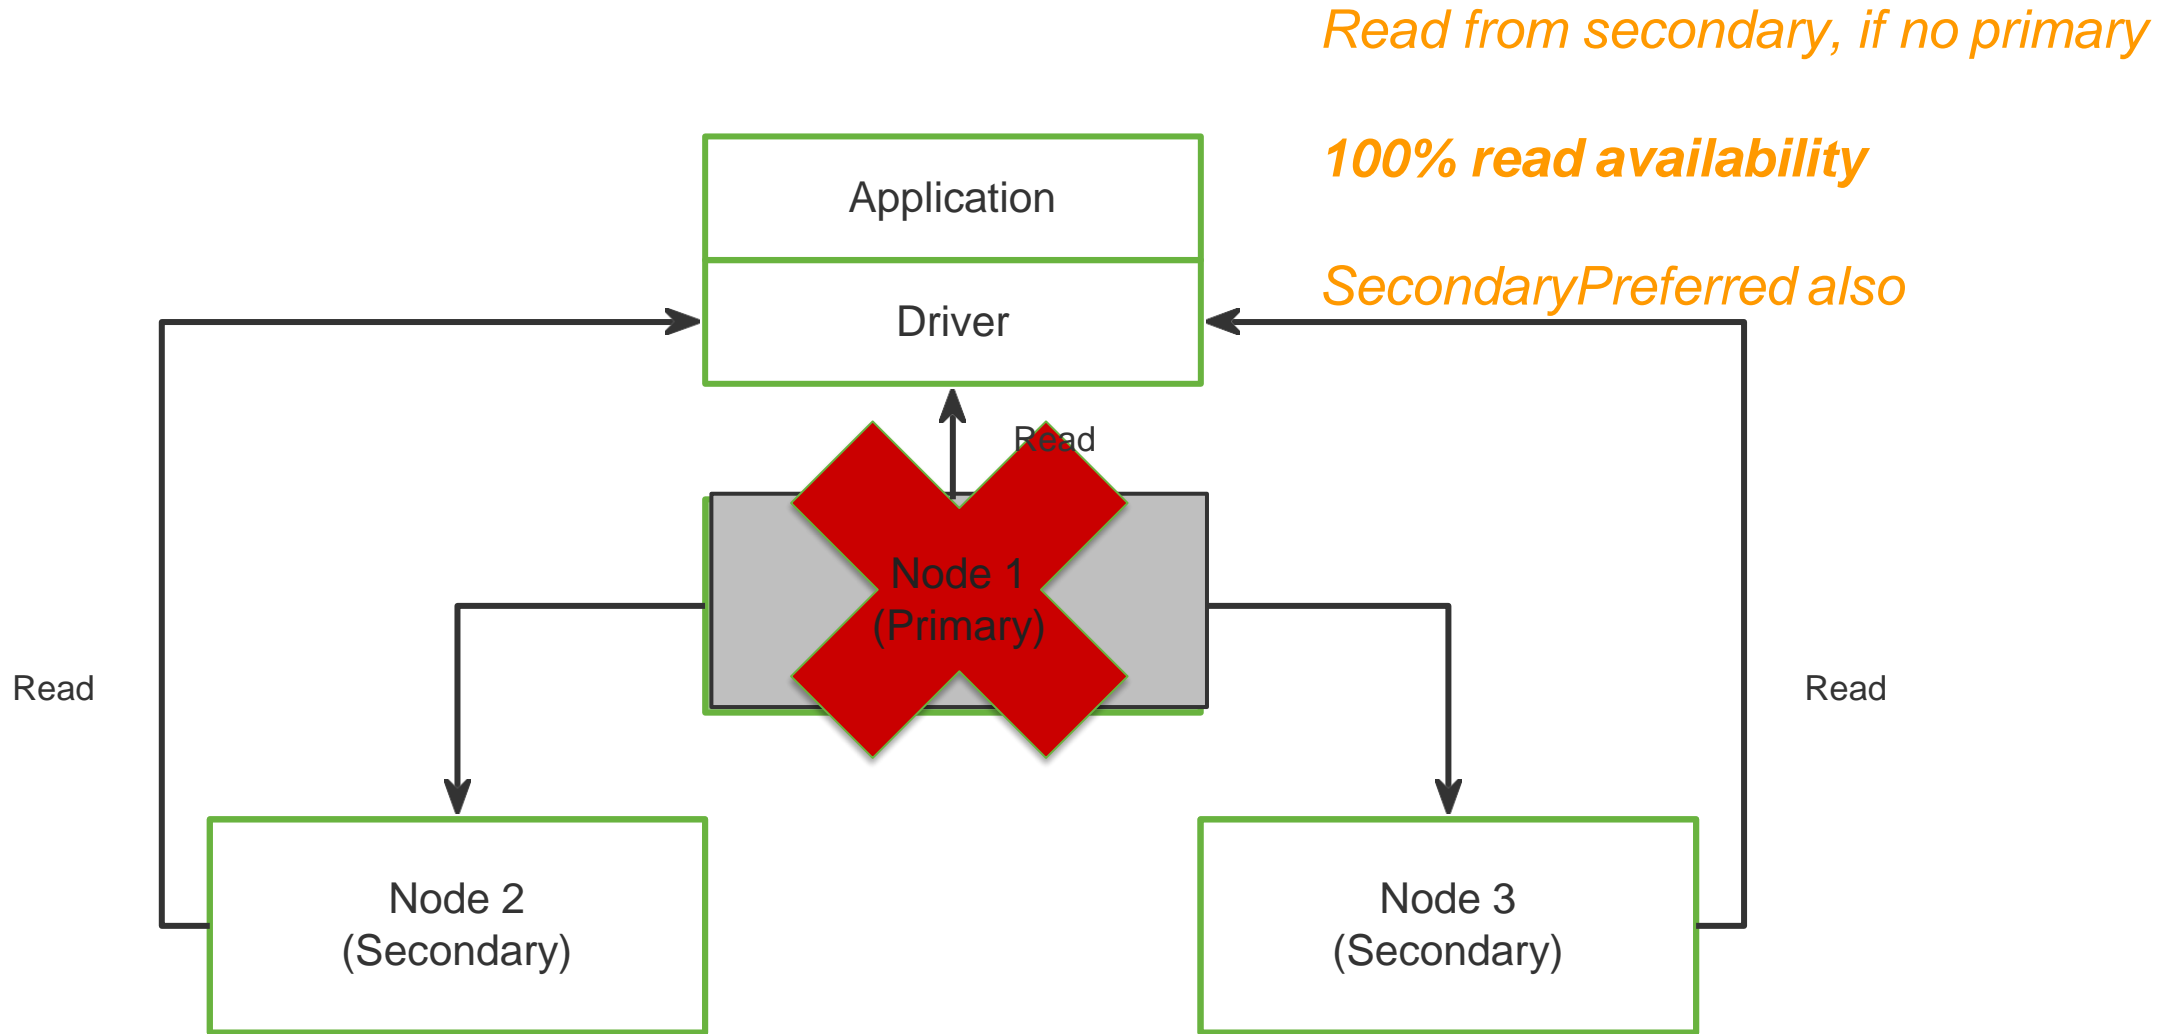 Read from secondary, if no primary
100% read availability
SecondaryPreferred also
Application
Driver
Read
Node 1
(Primary)
Read
Read
Node 2
(Secondary)
Node 3
(Secondary)